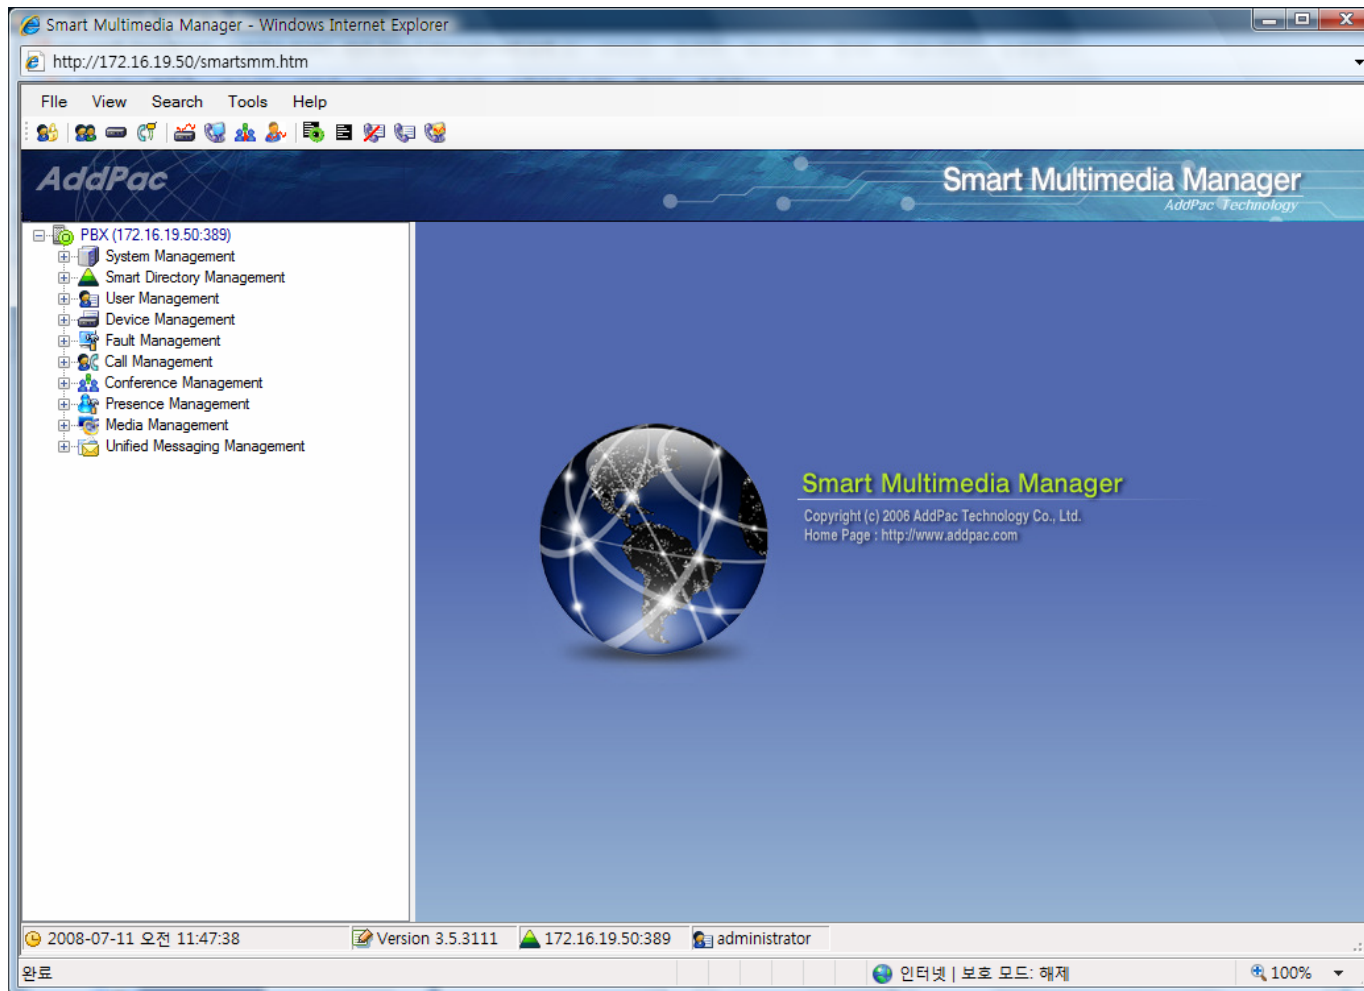 Smart Multimedia Manager - Windows Internet Explorer
http://172.16.19.50/smartsmm.htm
FIle View Search Tools Help
AddPac
Smart Multimedia Manager
AddPac Technology
PBX (172.16.19.50:389)
System Management
Smart Directory Management
User Management
Device Management
Fault Management
Call Management
Conference Management
Presence Management
Media Management
Unified Messaging Management
Smart Multimedia Manager
Copyright (c) 2006 AddPac Technology Co., Ltd.
Home Page : http://www.addpac.com
2008-07-11 오전 11:47:38 Version 3.5.3111 172.16.19.50:389 administrator
완료 인터넷 | 보호 모드: 해제 100%